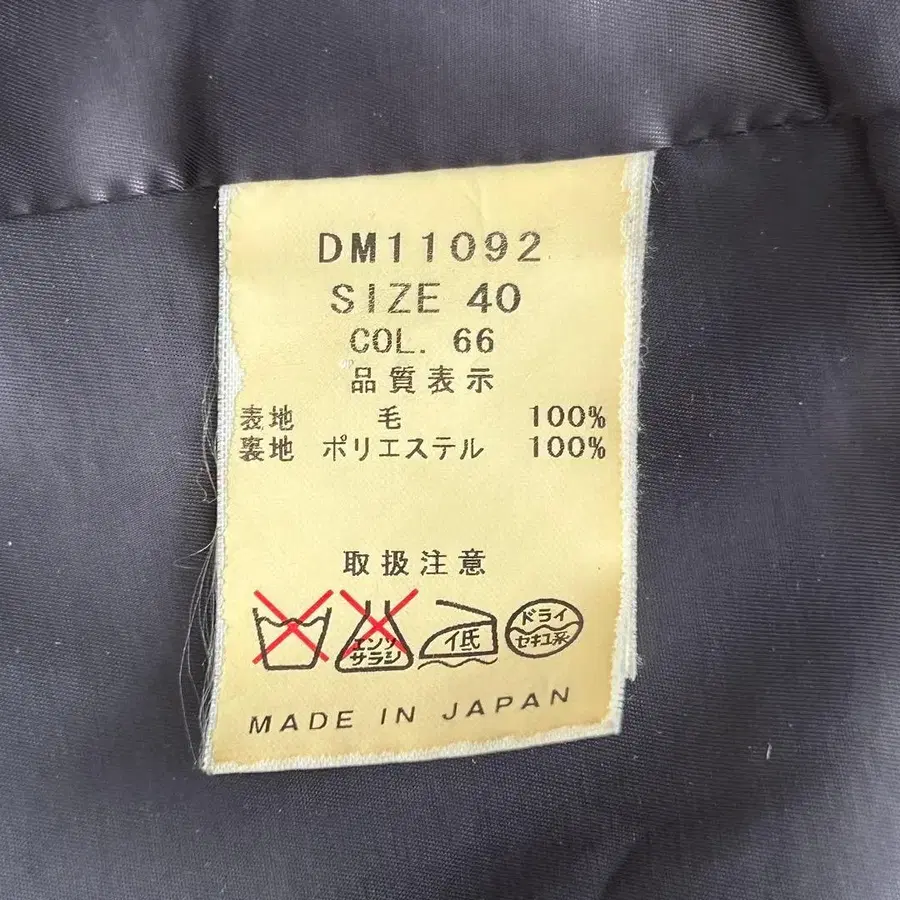 DM11092
SIZE 40
COL. 66
品質表示
表地 毛 100%
裏地 ポリエステル 100%
取扱注意
エンソ
サラシ
イ氐
ドライ
セキユ系
MADE IN JAPAN